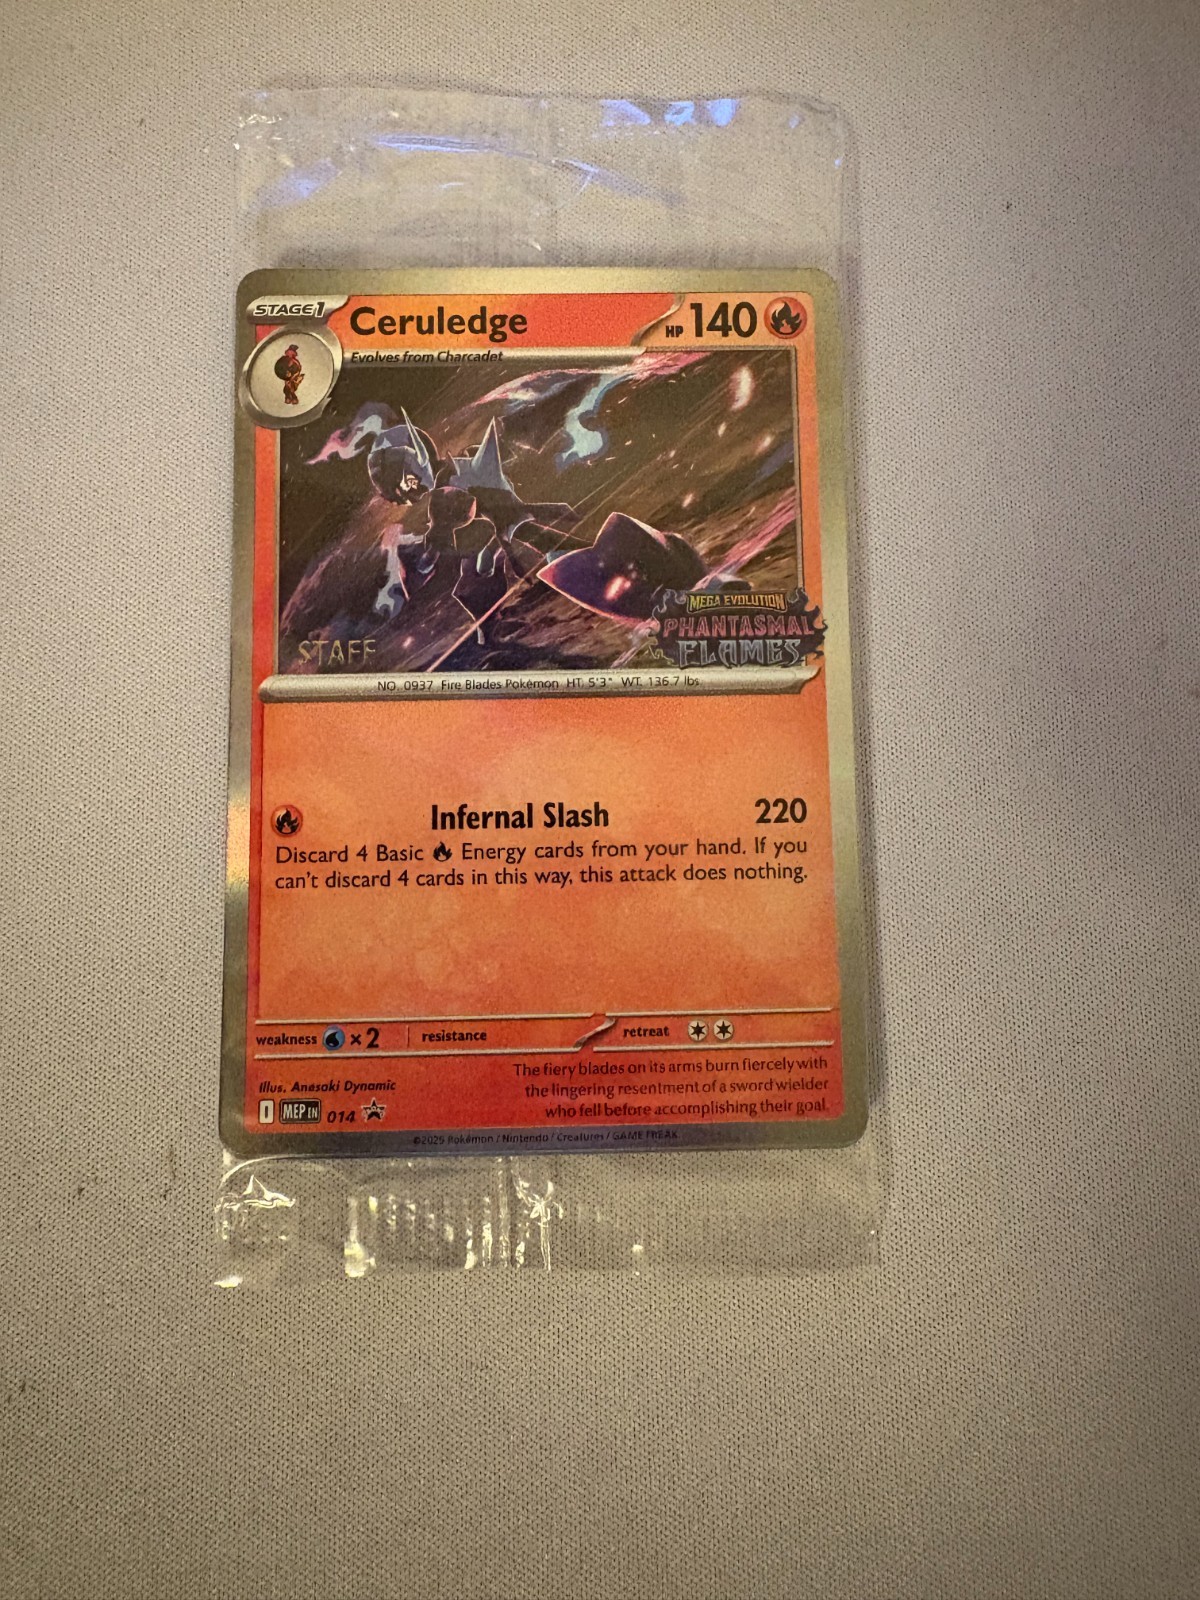 STAGE 1
Ceruledge
HP 140
Evolves from Charcadet
MEGA EVOLUTION
PHANTASMAL
FLAMES
STAFF
NO. 0937 Fire Blades Pokémon HT. 5'3" WT. 136.7 lbs.
Infernal Slash 220
Discard 4 Basic Energy cards from your hand. If you
can't discard 4 cards in this way, this attack does nothing.
weakness ×2 resistance retreat
The fiery blades on its arms burn fiercely with
the lingering resentment of a sword wielder
who fell before accomplishing their goal.
Illus. Anesaki Dynamic
MEP EN 014
©2025 Pokémon / Nintendo / Creatures / GAME FREAK